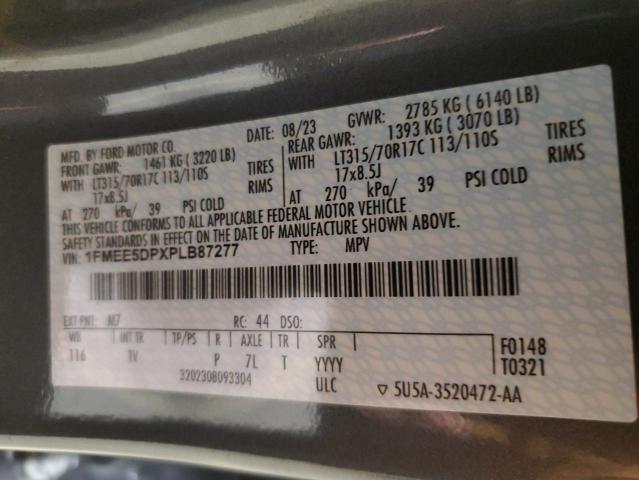 MFD. BY FORD MOTOR CO. DATE: 08/23 GVWR: 2785 KG ( 6140 LB)
FRONT GAWR: 1461 KG ( 3220 LB) REAR GAWR: 1393 KG ( 3070 LB)
WITH LT315/70R17C 113/110S TIRES WITH LT315/70R17C 113/110S TIRES
17x8.5J RIMS 17x8.5J RIMS
AT 270 kPa/ 39 PSI COLD AT 270 kPa/ 39 PSI COLD
THIS VEHICLE CONFORMS TO ALL APPLICABLE FEDERAL MOTOR VEHICLE
SAFETY STANDARDS IN EFFECT ON THE DATE OF MANUFACTURE SHOWN ABOVE.
VIN: 1FMEE5DPXPLB87277 TYPE: MPV
EXT PNT: M7 RC: 44 DSO:
WB INT TR TP/PS R AXLE TR SPR F0148
116 TV P 7L T YYYY T0321
3202308093304 ULC ▽ 5U5A-3520472-AA